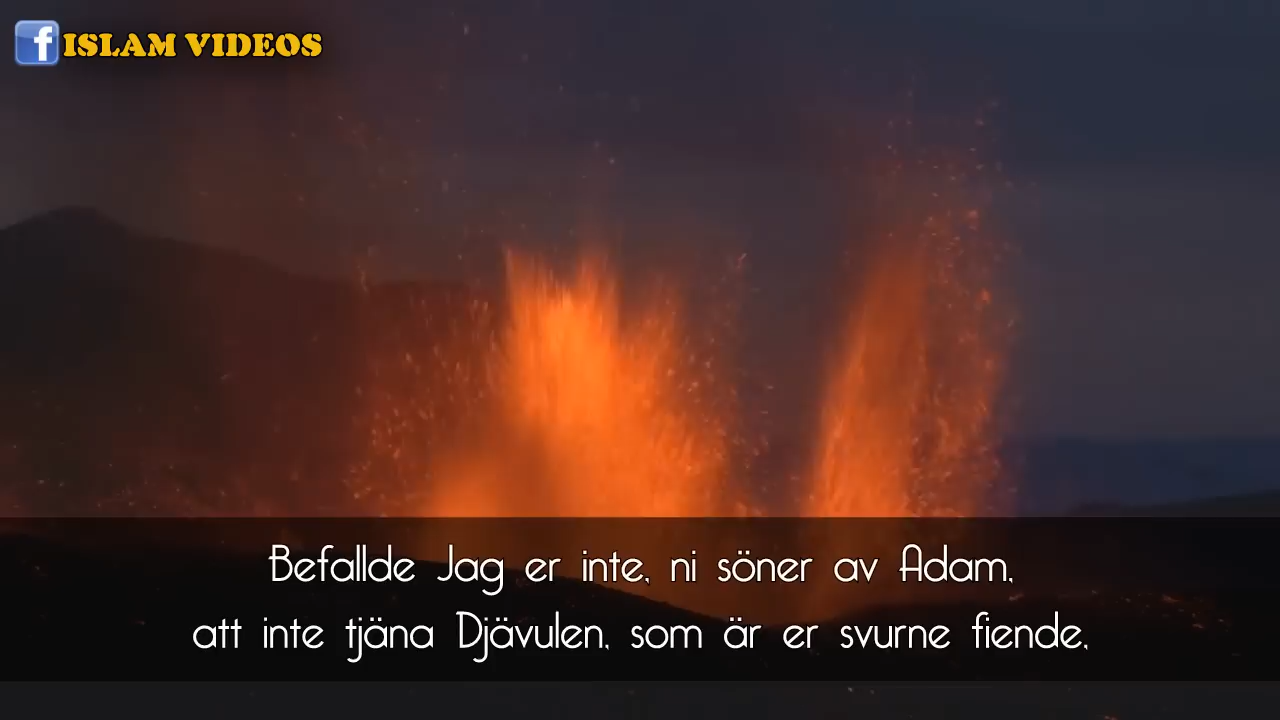 f ISLAM VIDEOS
Befallde Jag er inte, ni söner av Adam,
att inte tjäna Djävulen, som är er svurne fiende,